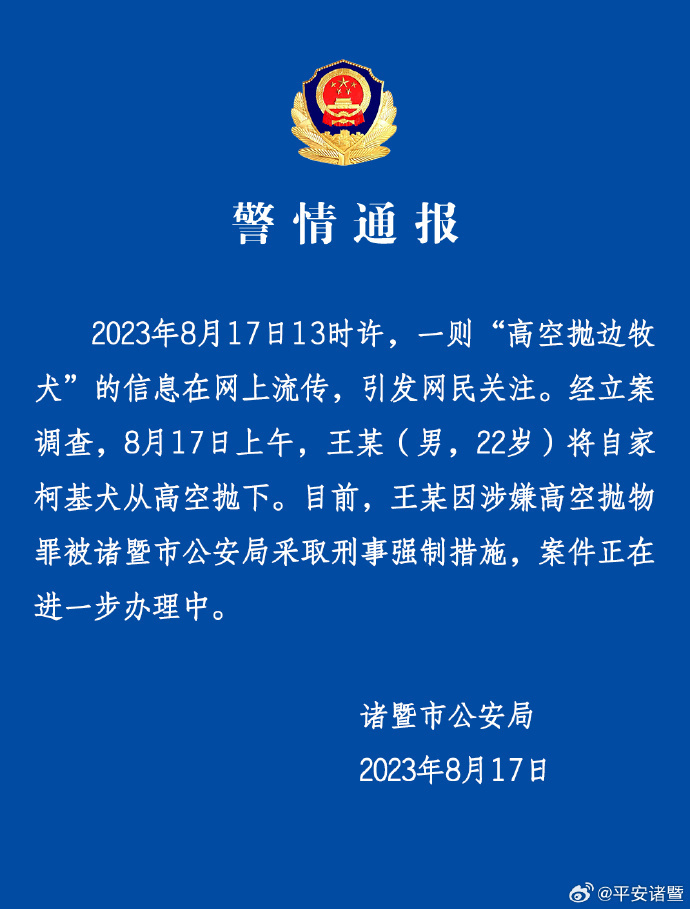 警情通报
2023年8月17日13时许，一则“高空抛边牧
犬”的信息在网上流传，引发网民关注。经立案
调查，8月17日上午，王某（男，22岁）将自家
柯基犬从高空抛下。目前，王某因涉嫌高空抛物
罪被诸暨市公安局采取刑事强制措施，案件正在
进一步办理中。
诸暨市公安局
2023年8月17日
@平安诸暨